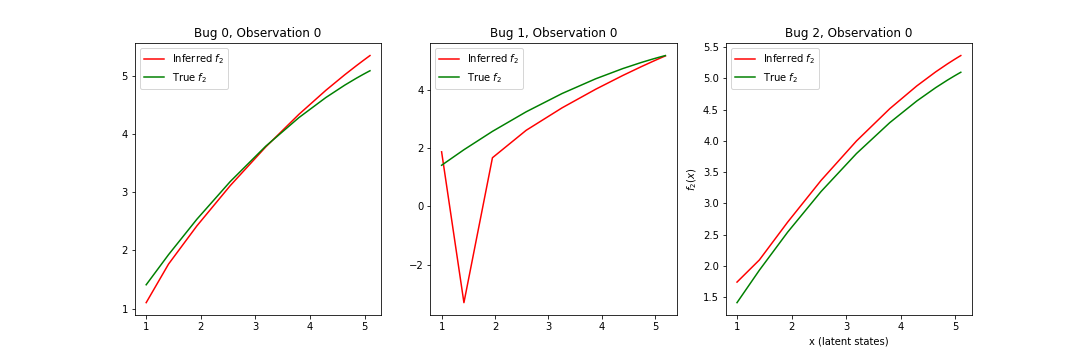 Bug 0, Observation 0
Inferred f₂
True f₂
5
4
3
2
1
1 2 3 4 5
Bug 1, Observation 0
Inferred f₂
True f₂
4
2
0
−2
1 2 3 4 5
Bug 2, Observation 0
Inferred f₂
True f₂
f₂(x)
5.5
5.0
4.5
4.0
3.5
3.0
2.5
2.0
1.5
1 2 3 4 5
x (latent states)